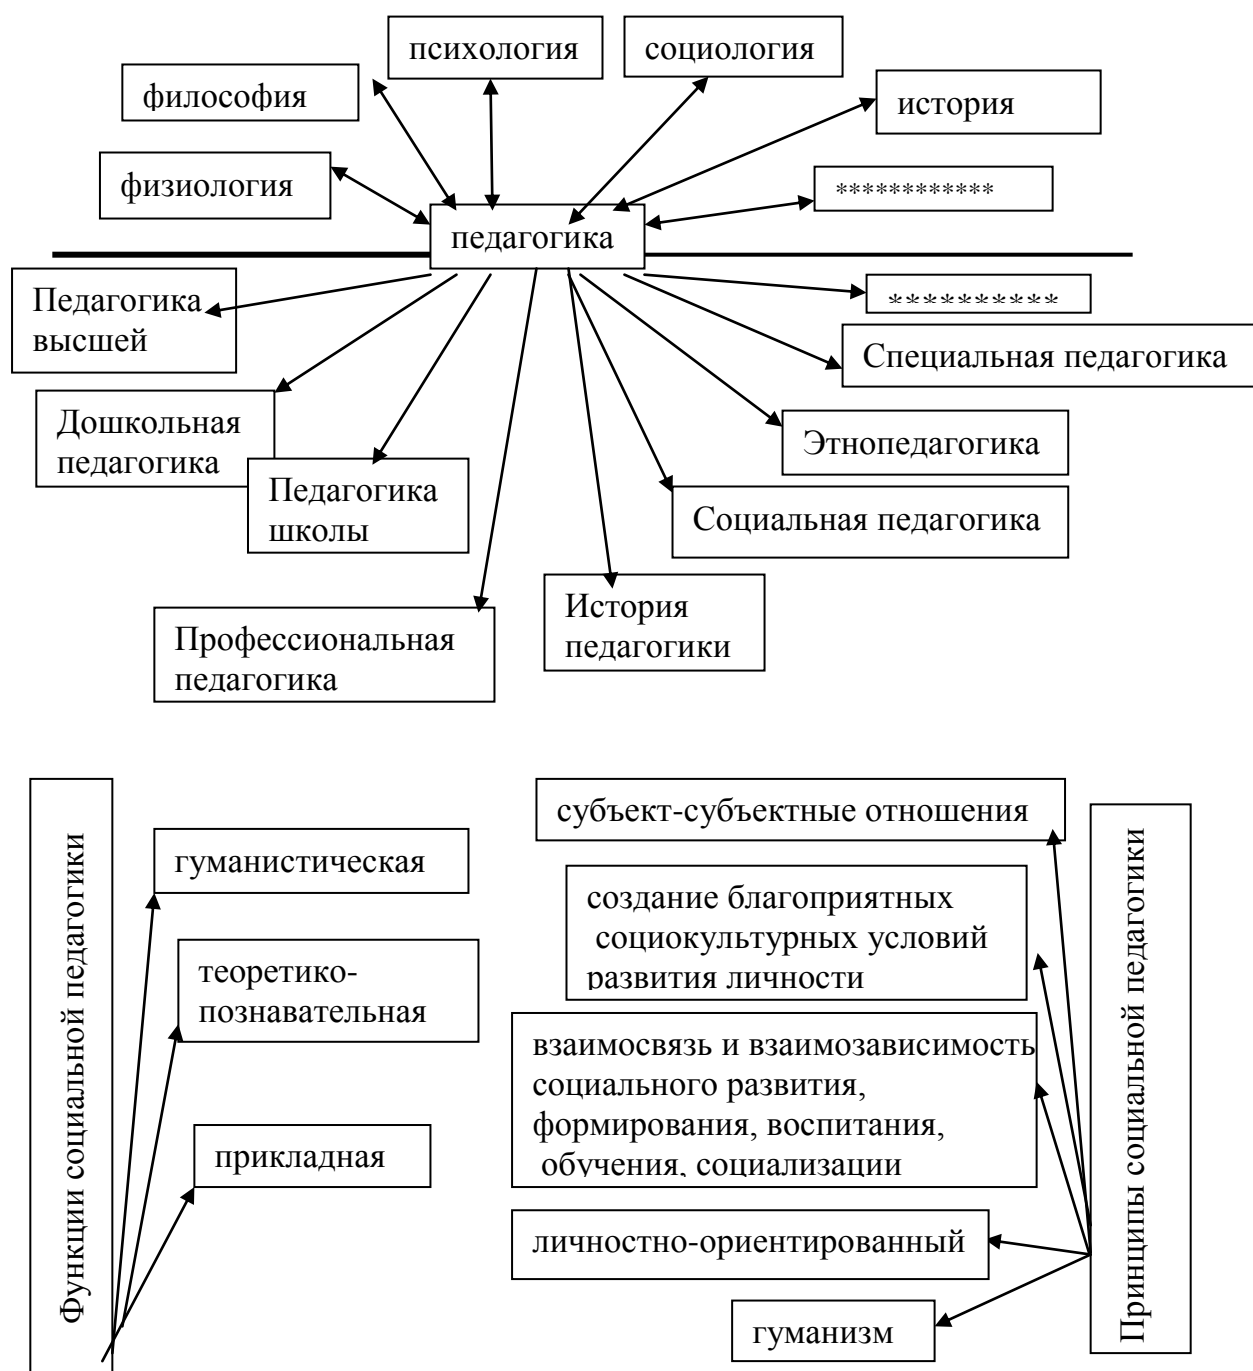 психология
социология
философия
история
физиология
************
педагогика
Педагогика
высшей
**********
Специальная педагогика
Дошкольная
педагогика
Этнопедагогика
Педагогика
школы
Социальная педагогика
История
педагогики
Профессиональная
педагогика
Функции социальной педагогики
гуманистическая
теоретико-
познавательная
прикладная
субъект-субъектные отношения
создание благоприятных
социокультурных условий
развития личности
взаимосвязь и взаимозависимость
социального развития,
формирования, воспитания,
обучения, социализации
личностно-ориентированный
гуманизм
Принципы социальной педагогики